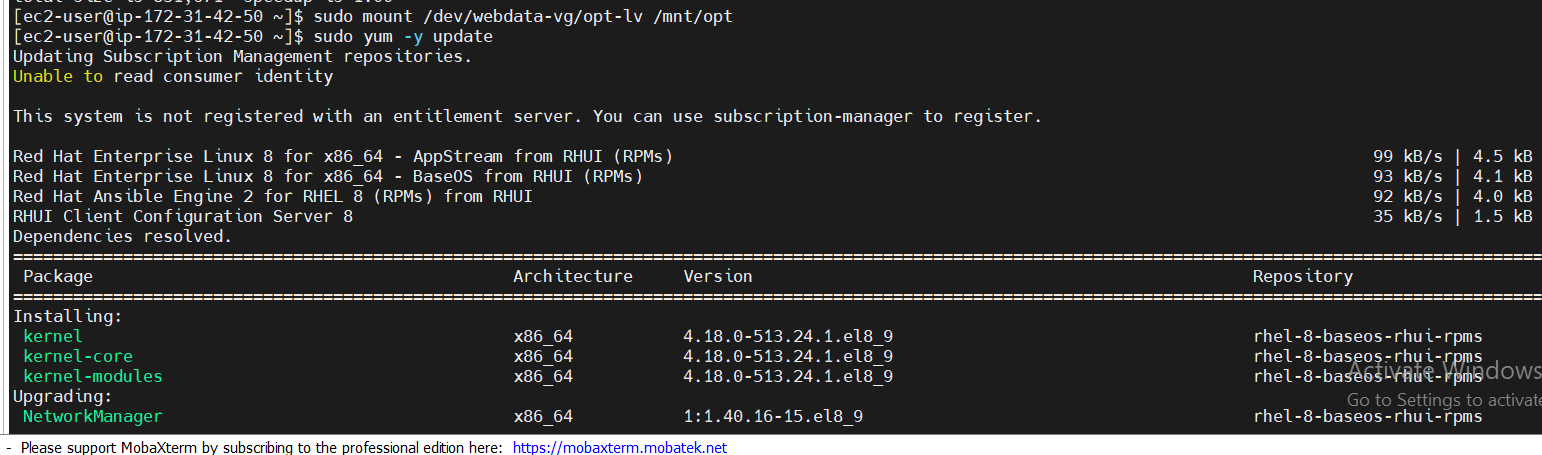 total size is 331,071  speedup is 1.00
[ec2-user@ip-172-31-42-50 ~]$ sudo mount /dev/webdata-vg/opt-lv /mnt/opt
[ec2-user@ip-172-31-42-50 ~]$ sudo yum -y update
Updating Subscription Management repositories.
Unable to read consumer identity
This system is not registered with an entitlement server. You can use subscription-manager to register.
Red Hat Enterprise Linux 8 for x86_64 - AppStream from RHUI (RPMs) 99 kB/s | 4.5 kB
Red Hat Enterprise Linux 8 for x86_64 - BaseOS from RHUI (RPMs) 93 kB/s | 4.1 kB
Red Hat Ansible Engine 2 for RHEL 8 (RPMs) from RHUI 92 kB/s | 4.0 kB
RHUI Client Configuration Server 8 35 kB/s | 1.5 kB
Dependencies resolved.
Package Architecture Version Repository
Installing:
kernel x86_64 4.18.0-513.24.1.el8_9 rhel-8-baseos-rhui-rpms
kernel-core x86_64 4.18.0-513.24.1.el8_9 rhel-8-baseos-rhui-rpms
kernel-modules x86_64 4.18.0-513.24.1.el8_9 rhel-8-baseos-rhui-rpms
Activate Windows
Upgrading:
Go to Settings to activate
NetworkManager x86_64 1:1.40.16-15.el8_9 rhel-8-baseos-rhui-rpms
- Please support MobaXterm by subscribing to the professional edition here: https://mobaxterm.mobatek.net